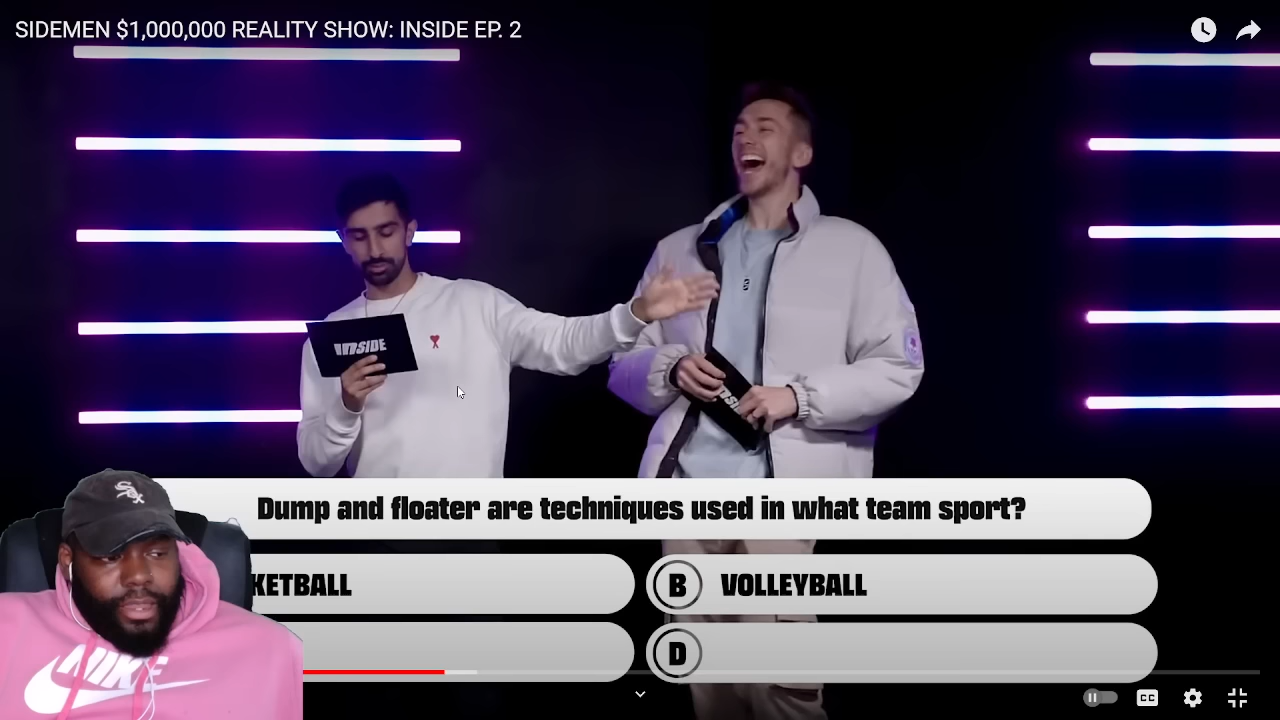 SIDEMEN $1,000,000 REALITY SHOW: INSIDE EP. 2
INSIDE
Dump and floater are techniques used in what team sport?
KETBALL
B VOLLEYBALL
D
NIKE
CC